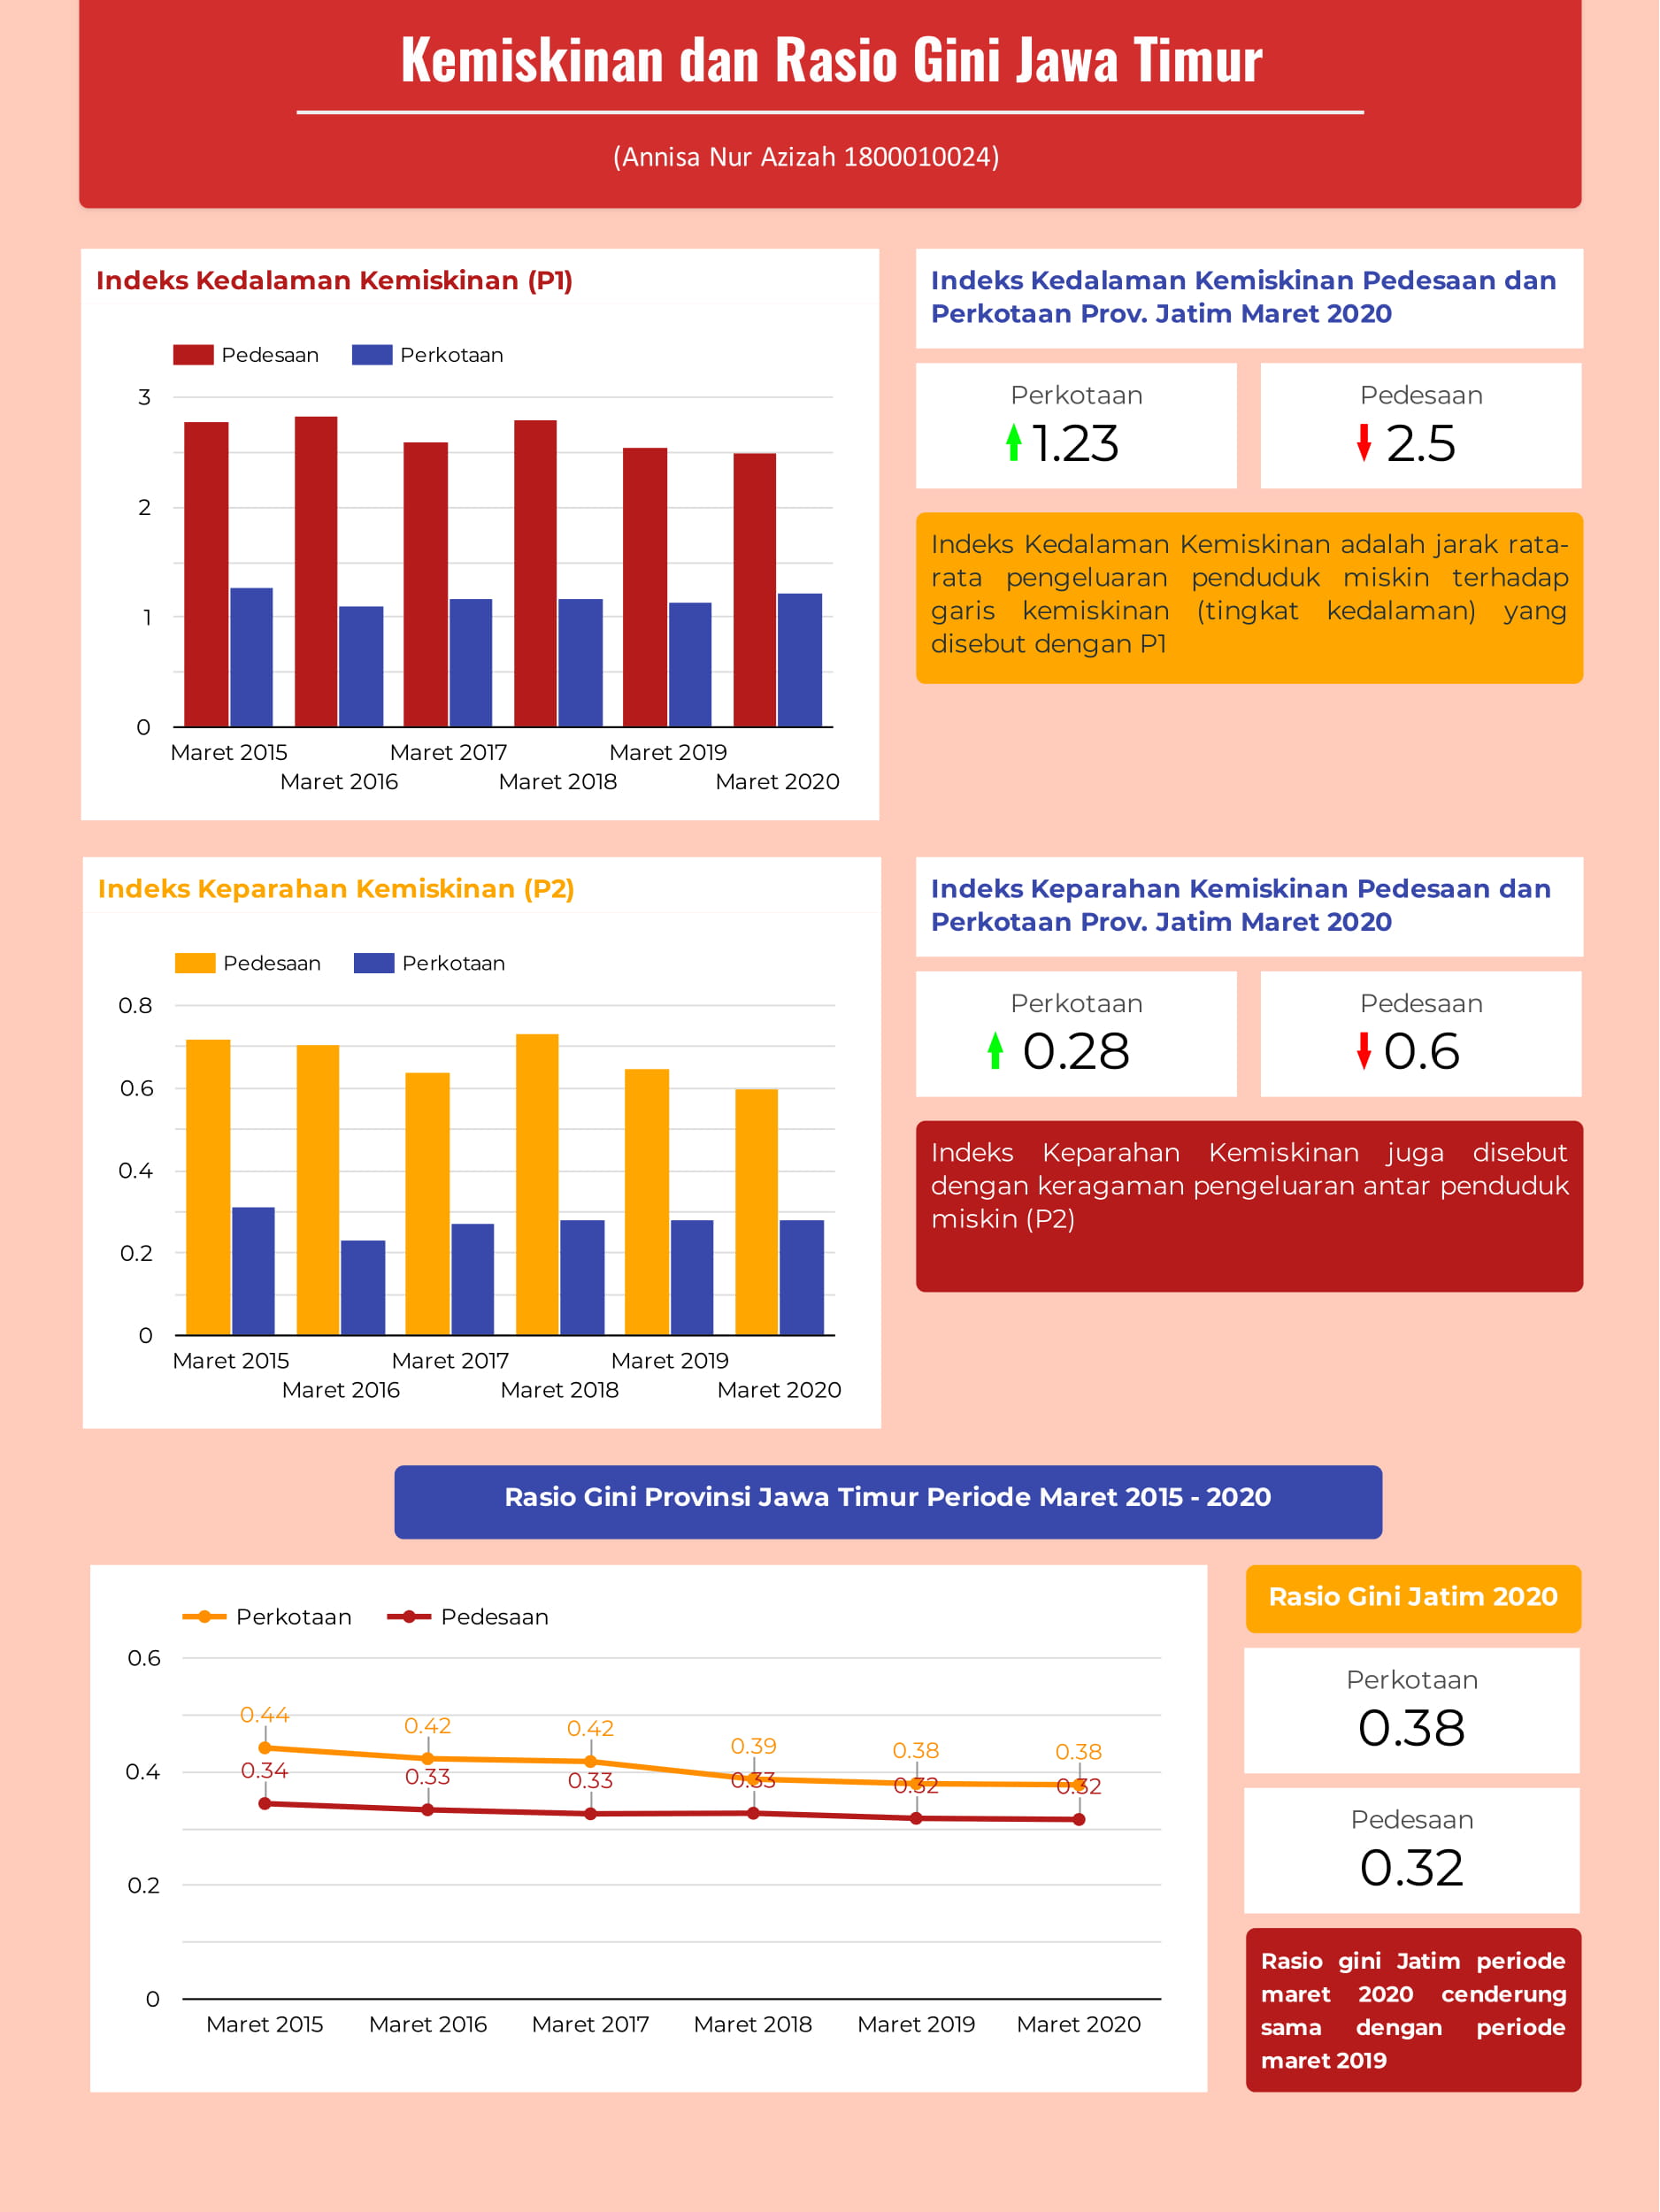 Kemiskinan dan Rasio Gini Jawa Timur
(Annisa Nur Azizah 1800010024)
Indeks Kedalaman Kemiskinan (P1)
Pedesaan Perkotaan
3
2
1
0
Maret 2015 Maret 2017 Maret 2019
Maret 2016 Maret 2018 Maret 2020
Indeks Kedalaman Kemiskinan Pedesaan dan
Perkotaan Prov. Jatim Maret 2020
Perkotaan
1.23
Pedesaan
2.5
Indeks Kedalaman Kemiskinan adalah jarak rata-
rata pengeluaran penduduk miskin terhadap
garis kemiskinan (tingkat kedalaman) yang
disebut dengan P1
Indeks Keparahan Kemiskinan (P2)
Pedesaan Perkotaan
0.8
0.6
0.4
0.2
0
Maret 2015 Maret 2017 Maret 2019
Maret 2016 Maret 2018 Maret 2020
Indeks Keparahan Kemiskinan Pedesaan dan
Perkotaan Prov. Jatim Maret 2020
Perkotaan
0.28
Pedesaan
0.6
Indeks Keparahan Kemiskinan juga disebut
dengan keragaman pengeluaran antar penduduk
miskin (P2)
Rasio Gini Provinsi Jawa Timur Periode Maret 2015 - 2020
Perkotaan Pedesaan
0.6
0.4
0.2
0
0.44 0.42 0.42 0.39 0.38 0.38
0.34 0.33 0.33 0.33 0.32 0.32
Maret 2015 Maret 2016 Maret 2017 Maret 2018 Maret 2019 Maret 2020
Rasio Gini Jatim 2020
Perkotaan
0.38
Pedesaan
0.32
Rasio gini Jatim periode
maret 2020 cenderung
sama dengan periode
maret 2019